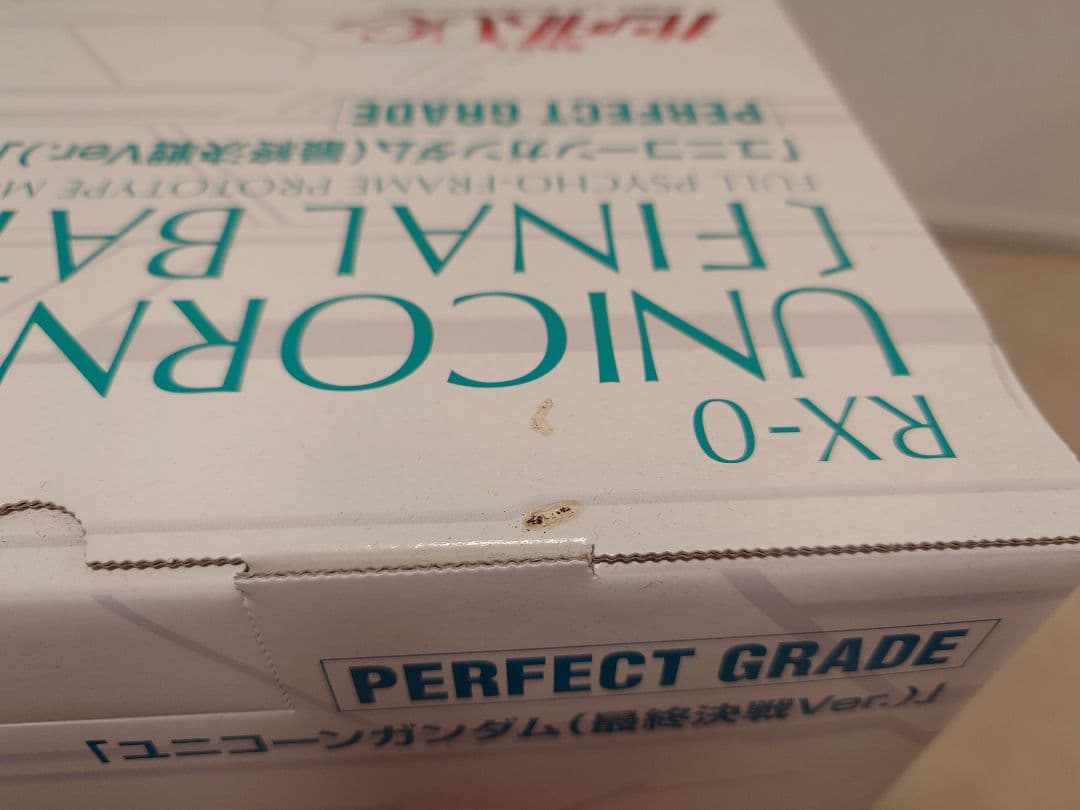 RX-0
UNICORN
[FINAL BA
FULL PSYCHO-FRAME PROTOTYPE M
「ユニコーンガンダム(最終決戦Ver.)」
PERFECT GRADE
PERFECT GRADE
「ユニコーンガンダム(最終決戦Ver.)」